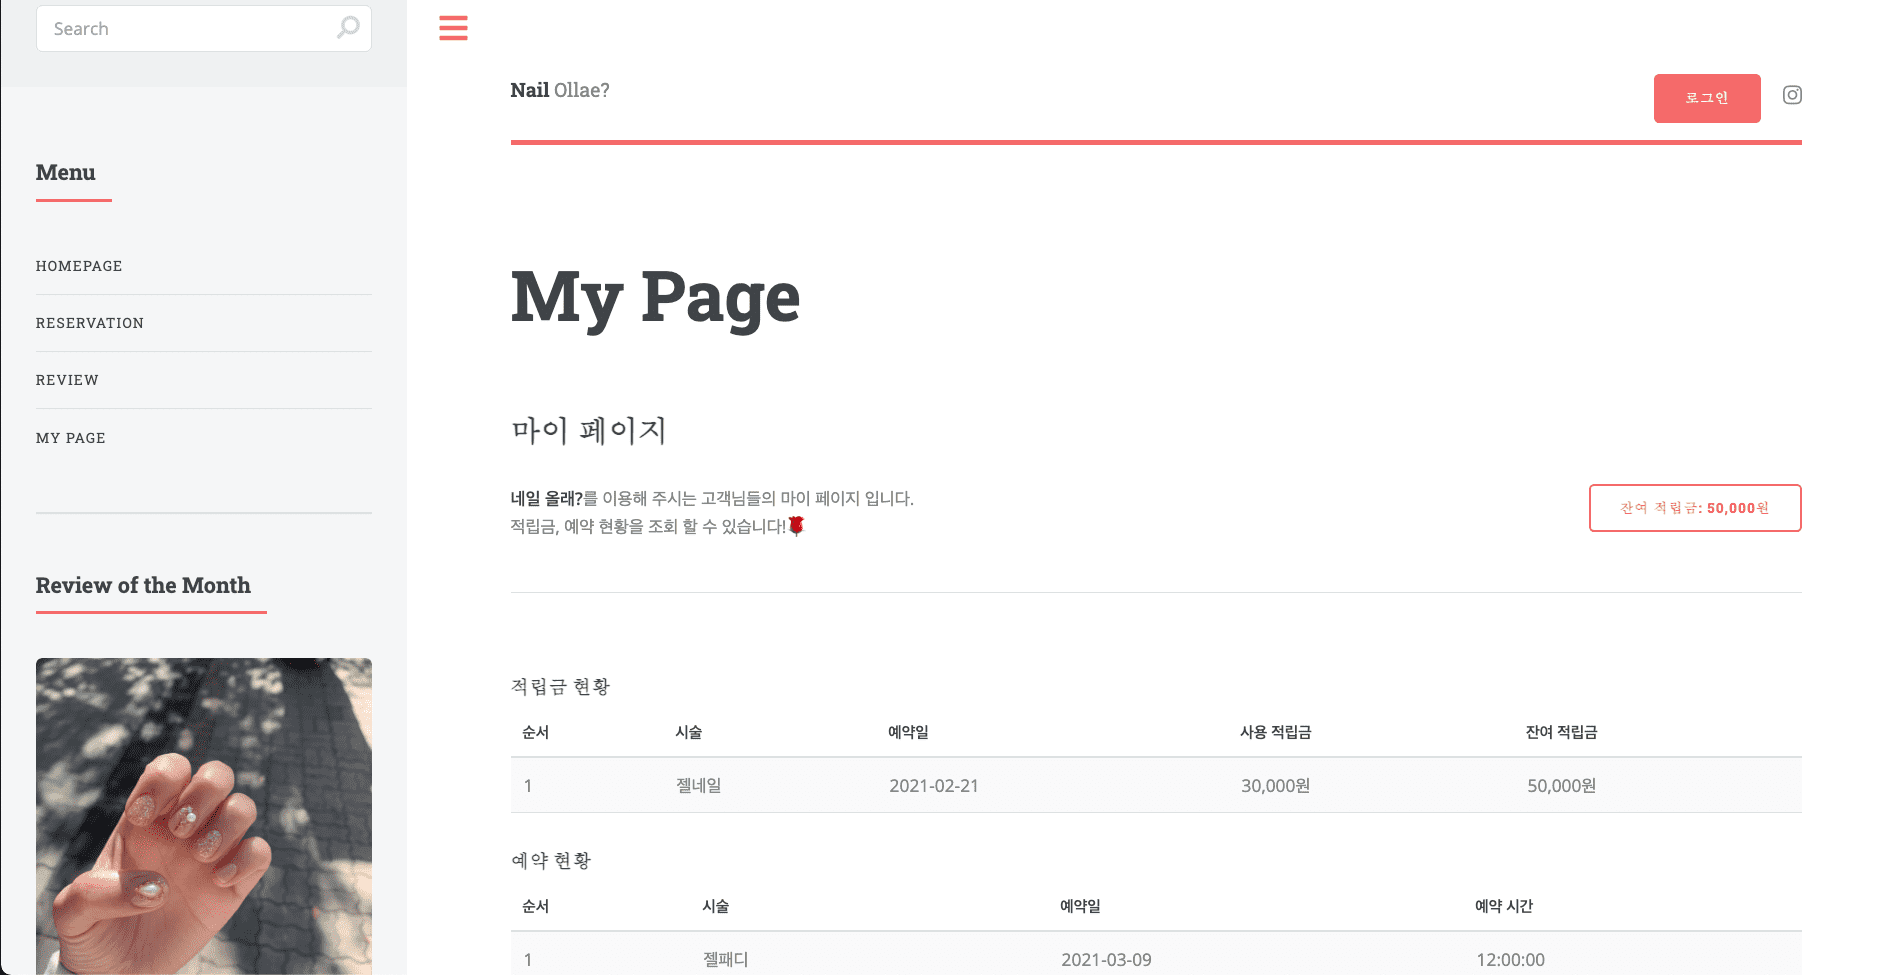 Search
Menu
HOMEPAGE
RESERVATION
REVIEW
MY PAGE
Review of the Month
Nail Ollae?
로그인
My Page
마이 페이지
네일 올래?를 이용해 주시는 고객님들의 마이 페이지 입니다.
적립금, 예약 현황을 조회 할 수 있습니다!🌹
잔여 적립금: 50,000원
적립금 현황
순서 시술 예약일 사용 적립금 잔여 적립금
1 젤네일 2021-02-21 30,000원 50,000원
예약 현황
순서 시술 예약일 예약 시간
1 젤패디 2021-03-09 12:00:00